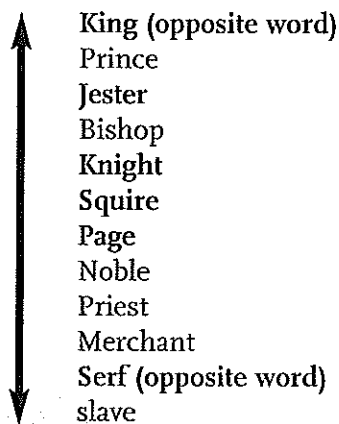 King (opposite word)
Prince
Jester
Bishop
Knight
Squire
Page
Noble
Priest
Merchant
Serf (opposite word)
slave